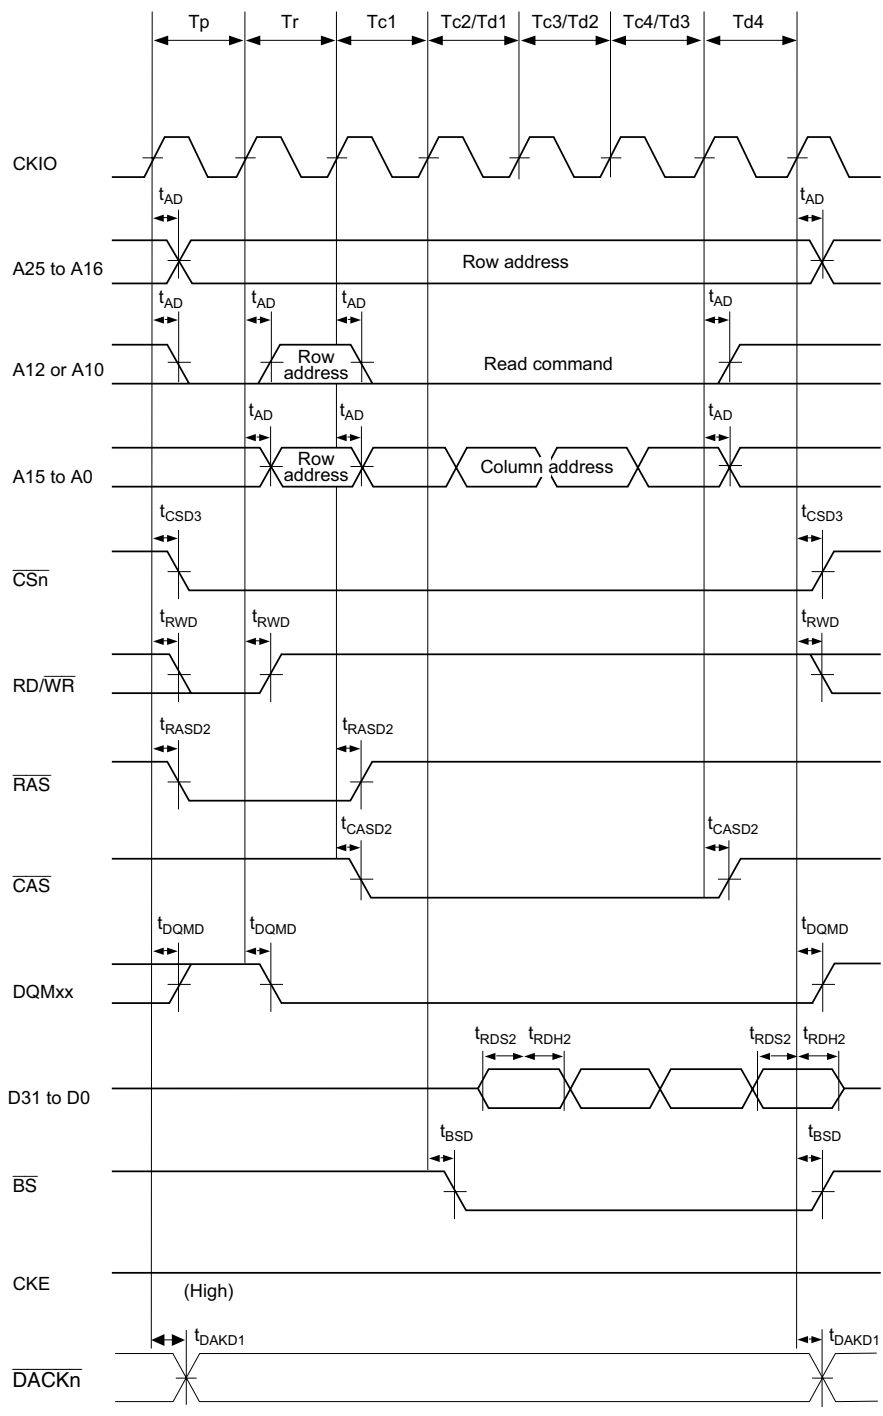 Tp Tr Tc1 Tc2/Td1 Tc3/Td2 Tc4/Td3 Td4
CKIO
tAD tAD
A25 to A16 Row address
tAD tAD tAD tAD
A12 or A10 Row address Read command
tAD tAD tAD
A15 to A0 Row address Column address
tCSD3 tCSD3
CSn
tRWD tRWD tRWD
RD/WR
tRASD2 tRASD2
RAS
tCASD2 tCASD2
CAS
tDQMD tDQMD tDQMD
DQMxx
tRDS2 tRDH2 tRDS2 tRDH2
D31 to D0
tBSD tBSD
BS
CKE
(High)
tDAKD1 tDAKD1
DACKn